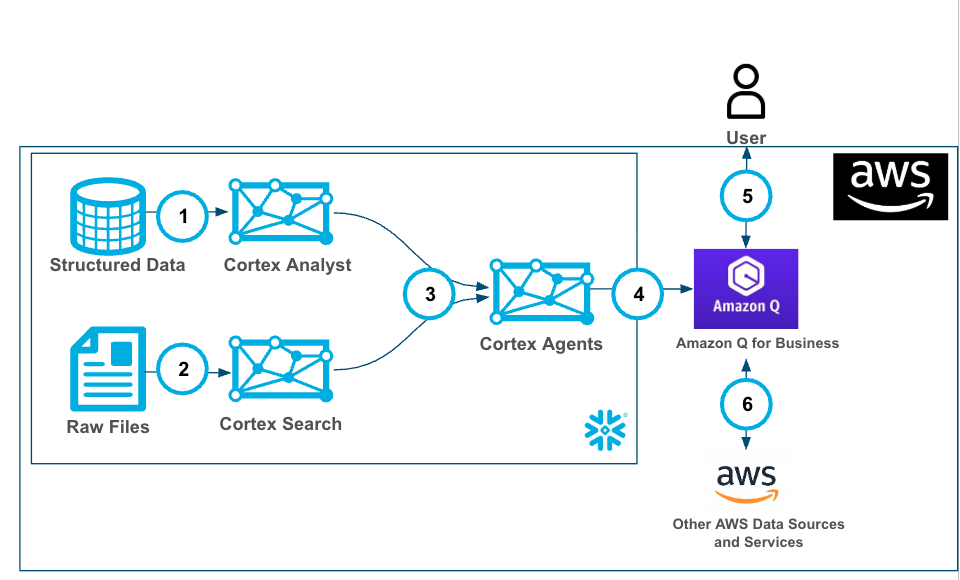 User
aws
1
Structured Data
Cortex Analyst
2
Raw Files
Cortex Search
3
Cortex Agents
4
5
Amazon Q
Amazon Q for Business
6
aws
Other AWS Data Sources
and Services
®